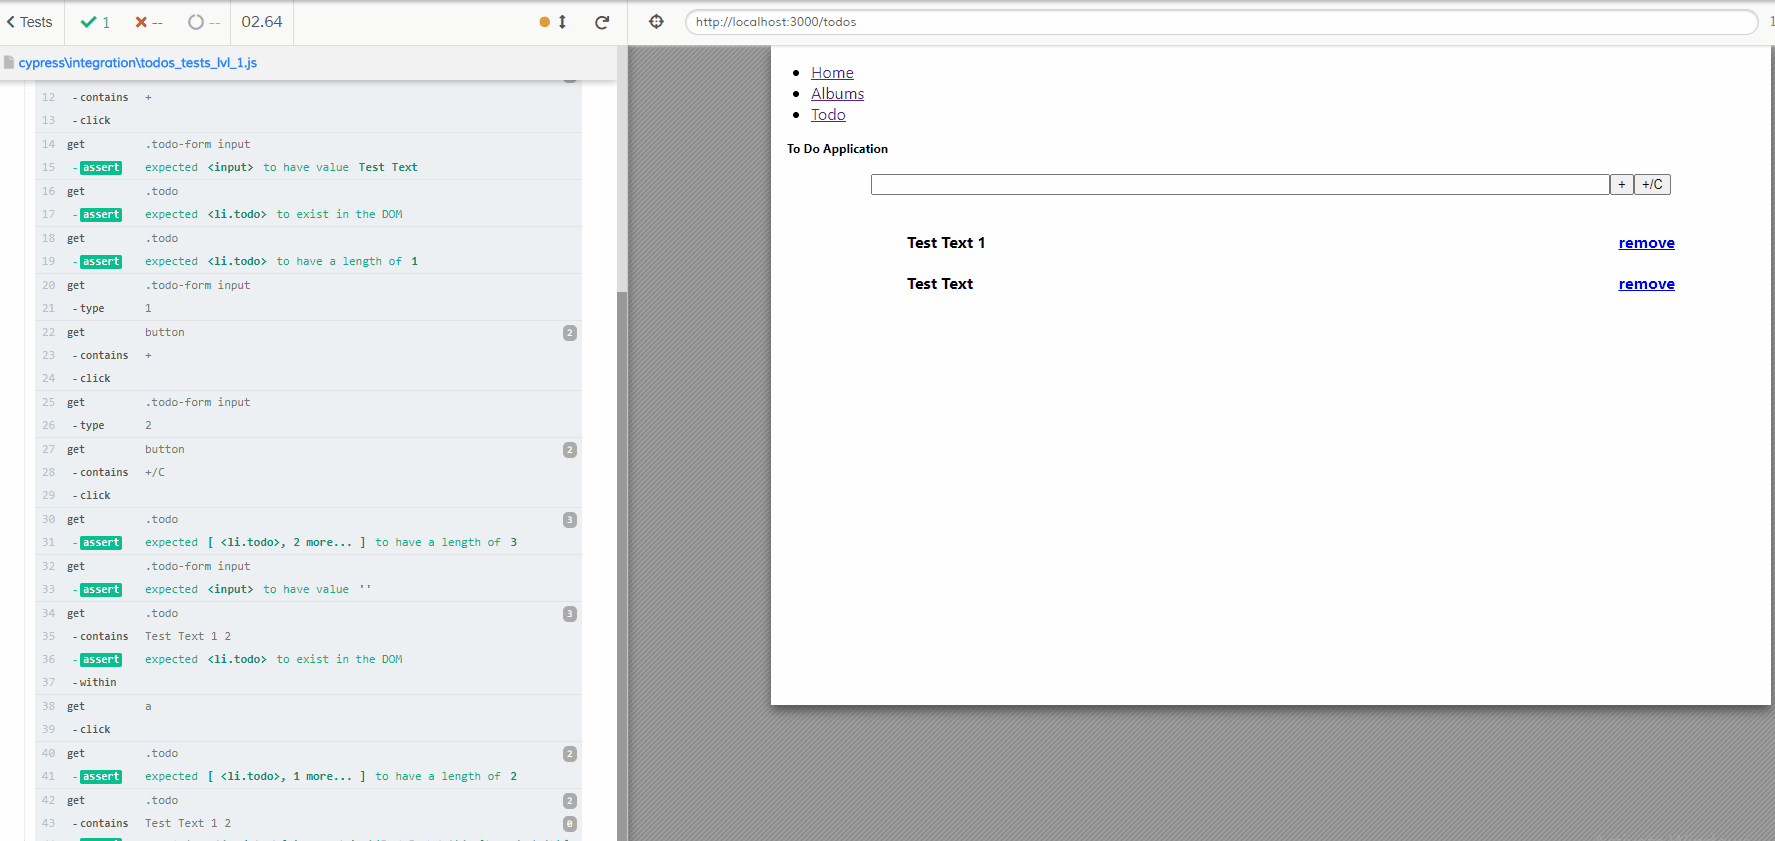 Tests 1 -- -- 02.64
cypress\integration\todos_tests_lvl_1.js
12 -contains +
13 -click
14 get .todo-form input
15 -assert expected <input> to have value Test Text
16 get .todo
17 -assert expected <li.todo> to exist in the DOM
18 get .todo
19 -assert expected <li.todo> to have a length of 1
20 get .todo-form input
21 -type 1
22 get button 2
23 -contains +
24 -click
25 get .todo-form input
26 -type 2
27 get button 2
28 -contains +/C
29 -click
30 get .todo 3
31 -assert expected [ <li.todo>, 2 more... ] to have a length of 3
32 get .todo-form input
33 -assert expected <input> to have value ''
34 get .todo 3
35 -contains Test Text 1 2
36 -assert expected <li.todo> to exist in the DOM
37 -within
38 get a
39 -click
40 get .todo 2
41 -assert expected [ <li.todo>, 1 more... ] to have a length of 2
42 get .todo 2
43 -contains Test Text 1 2 0
http://localhost:3000/todos
Home
Albums
Todo
To Do Application
+ +/C
Test Text 1 remove
Test Text remove